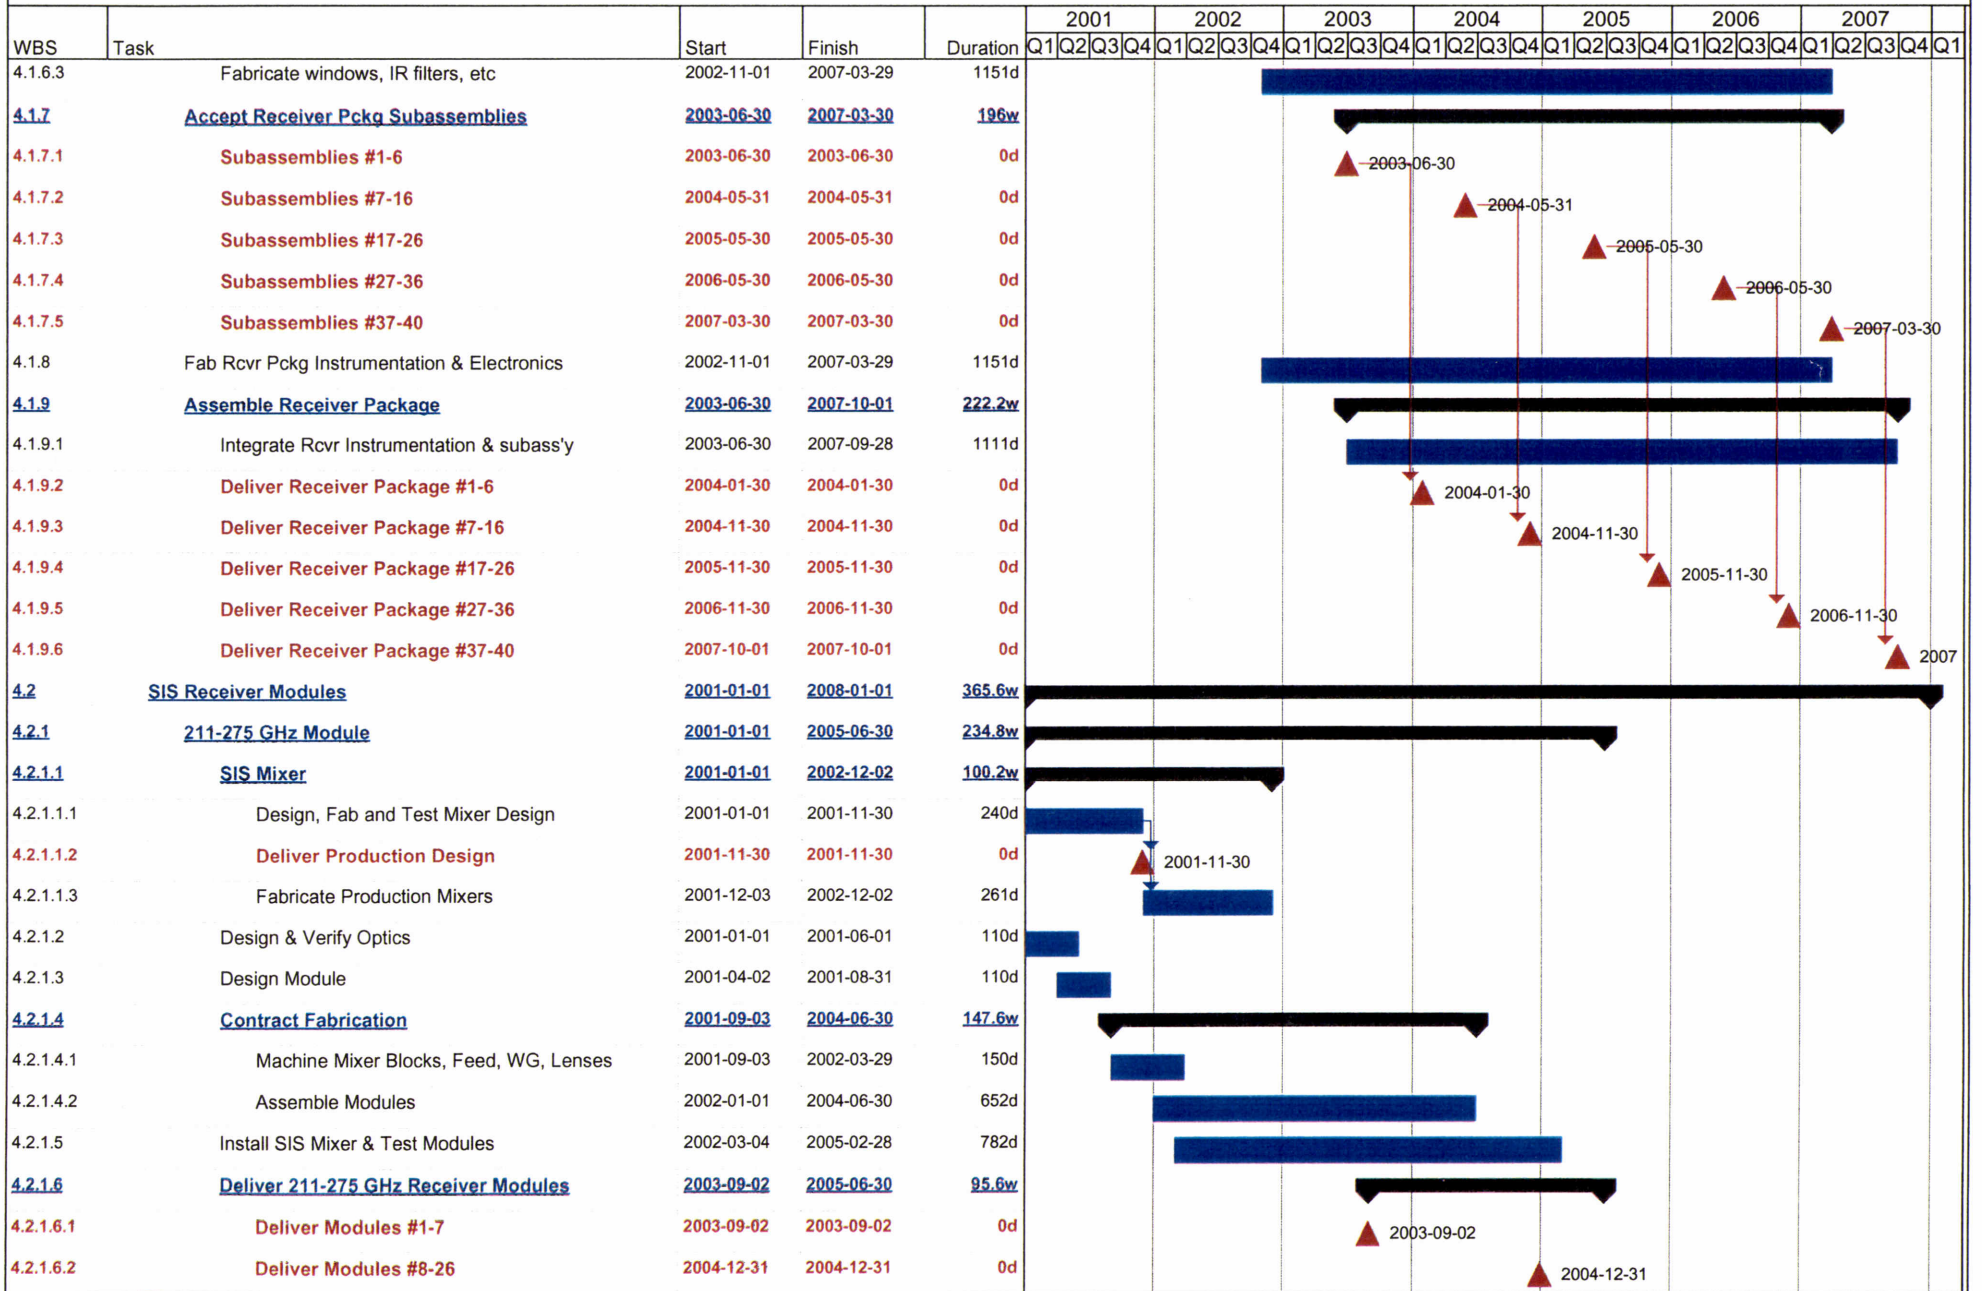 2001 2002 2003 2004 2005 2006 2007
WBS Task Start Finish Duration Q1 Q2 Q3 Q4 Q1 Q2 Q3 Q4 Q1 Q2 Q3 Q4 Q1 Q2 Q3 Q4 Q1 Q2 Q3 Q4 Q1 Q2 Q3 Q4 Q1 Q2 Q3 Q4 Q1
4.1.6.3 Fabricate windows, IR filters, etc 2002-11-01 2007-03-29 1151d
4.1.7 Accept Receiver Pckg Subassemblies 2003-06-30 2007-03-30 196w
4.1.7.1 Subassemblies #1-6 2003-06-30 2003-06-30 0d 2003-06-30
4.1.7.2 Subassemblies #7-16 2004-05-31 2004-05-31 0d 2004-05-31
4.1.7.3 Subassemblies #17-26 2005-05-30 2005-05-30 0d 2005-05-30
4.1.7.4 Subassemblies #27-36 2006-05-30 2006-05-30 0d 2006-05-30
4.1.7.5 Subassemblies #37-40 2007-03-30 2007-03-30 0d 2007-03-30
4.1.8 Fab Rcvr Pckg Instrumentation & Electronics 2002-11-01 2007-03-29 1151d
4.1.9 Assemble Receiver Package 2003-06-30 2007-10-01 222.2w
4.1.9.1 Integrate Rcvr Instrumentation & subass'y 2003-06-30 2007-09-28 1111d
4.1.9.2 Deliver Receiver Package #1-6 2004-01-30 2004-01-30 0d 2004-01-30
4.1.9.3 Deliver Receiver Package #7-16 2004-11-30 2004-11-30 0d 2004-11-30
4.1.9.4 Deliver Receiver Package #17-26 2005-11-30 2005-11-30 0d 2005-11-30
4.1.9.5 Deliver Receiver Package #27-36 2006-11-30 2006-11-30 0d 2006-11-30
4.1.9.6 Deliver Receiver Package #37-40 2007-10-01 2007-10-01 0d 2007
4.2 SIS Receiver Modules 2001-01-01 2008-01-01 365.6w
4.2.1 211-275 GHz Module 2001-01-01 2005-06-30 234.8w
4.2.1.1 SIS Mixer 2001-01-01 2002-12-02 100.2w
4.2.1.1.1 Design, Fab and Test Mixer Design 2001-01-01 2001-11-30 240d
4.2.1.1.2 Deliver Production Design 2001-11-30 2001-11-30 0d 2001-11-30
4.2.1.1.3 Fabricate Production Mixers 2001-12-03 2002-12-02 261d
4.2.1.2 Design & Verify Optics 2001-01-01 2001-06-01 110d
4.2.1.3 Design Module 2001-04-02 2001-08-31 110d
4.2.1.4 Contract Fabrication 2001-09-03 2004-06-30 147.6w
4.2.1.4.1 Machine Mixer Blocks, Feed, WG, Lenses 2001-09-03 2002-03-29 150d
4.2.1.4.2 Assemble Modules 2002-01-01 2004-06-30 652d
4.2.1.5 Install SIS Mixer & Test Modules 2002-03-04 2005-02-28 782d
4.2.1.6 Deliver 211-275 GHz Receiver Modules 2003-09-02 2005-06-30 95.6w
4.2.1.6.1 Deliver Modules #1-7 2003-09-02 2003-09-02 0d 2003-09-02
4.2.1.6.2 Deliver Modules #8-26 2004-12-31 2004-12-31 0d 2004-12-31